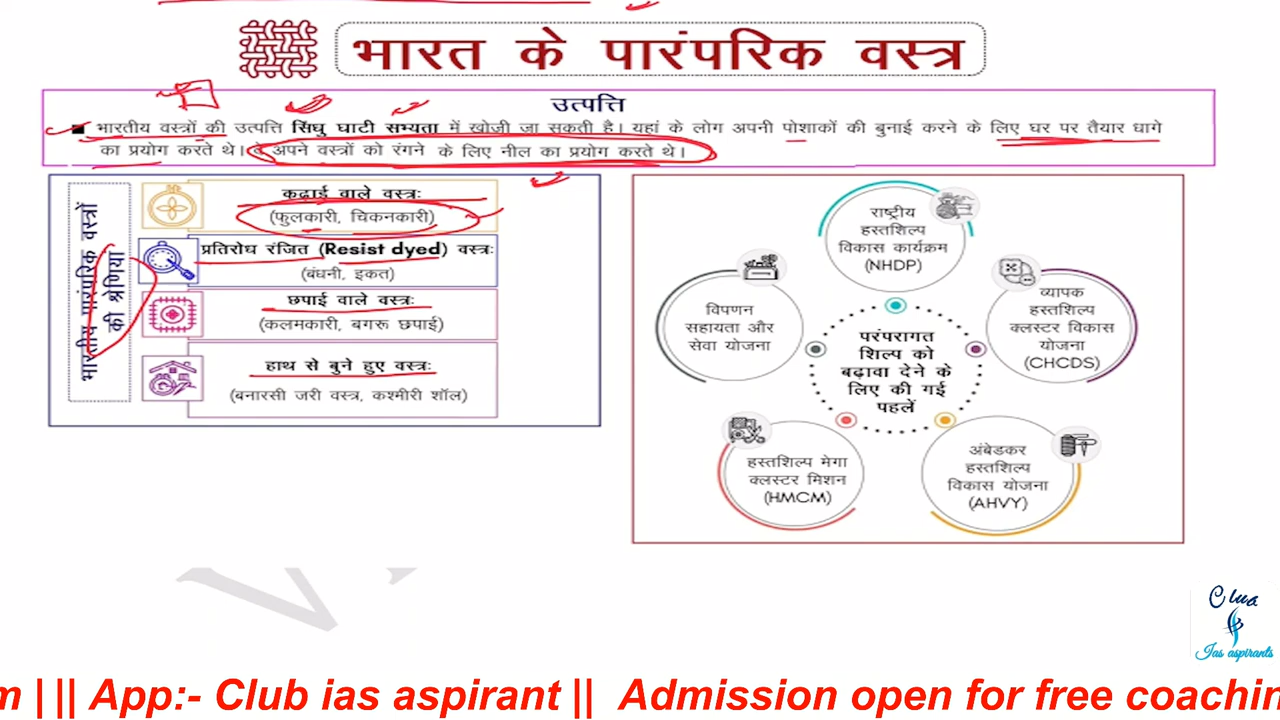 भारत के पारंपरिक वस्त्र
उत्पत्ति
भारतीय वस्त्रों की उत्पत्ति सिंधु घाटी सभ्यता में खोजी जा सकती है। यहां के लोग अपनी पोशाकों की बुनाई करने के लिए घर पर तैयार धागे
का प्रयोग करते थे। वे अपने वस्त्रों को रंगने के लिए नील का प्रयोग करते थे।
भारतीय पारंपरिक वस्त्रों
की श्रेणियां
कढ़ाई वाले वस्त्र:
(फुलकारी, चिकनकारी)
प्रतिरोध रंजित (Resist dyed) वस्त्र:
(बंधनी, इकत)
छपाई वाले वस्त्र:
(कलमकारी, बगरू छपाई)
हाथ से बुने हुए वस्त्र:
(बनारसी जरी वस्त्र, कश्मीरी शॉल)
परंपरागत
शिल्प को
बढ़ावा देने के
लिए की गई
पहलें
राष्ट्रीय
हस्तशिल्प
विकास कार्यक्रम
(NHDP)
व्यापक
हस्तशिल्प
क्लस्टर विकास
योजना
(CHCDS)
अंबेडकर
हस्तशिल्प
विकास योजना
(AHVY)
हस्तशिल्प मेगा
क्लस्टर मिशन
(HMCM)
विपणन
सहायता और
सेवा योजना
Club
Ias aspirants
m | || App:- Club ias aspirant || Admission open for free coachin